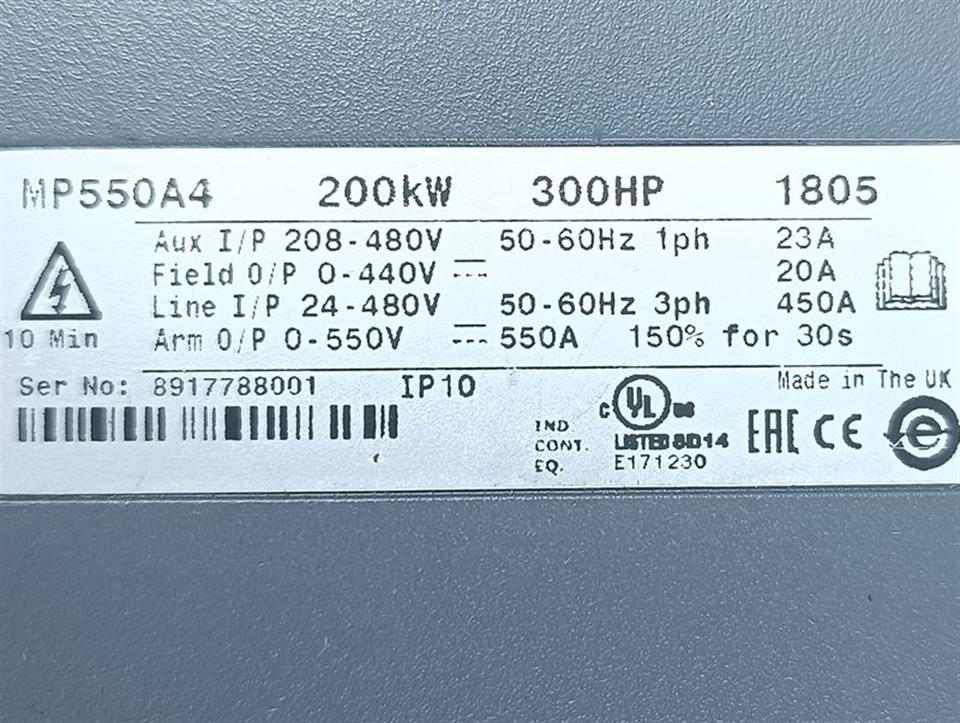 MP550A4 200kW 300HP 1805
Aux I/P 208-480V 50-60Hz 1ph 23A
Field O/P 0-440V 20A
Line I/P 24-480V 50-60Hz 3ph 450A
10 Min Arm O/P 0-550V 550A 150% for 30s
Ser No: 8917788001 IP10 Made in The UK
c UL us
IND. LISTED 8D14 EAC CE
CONT.
EQ. E171230